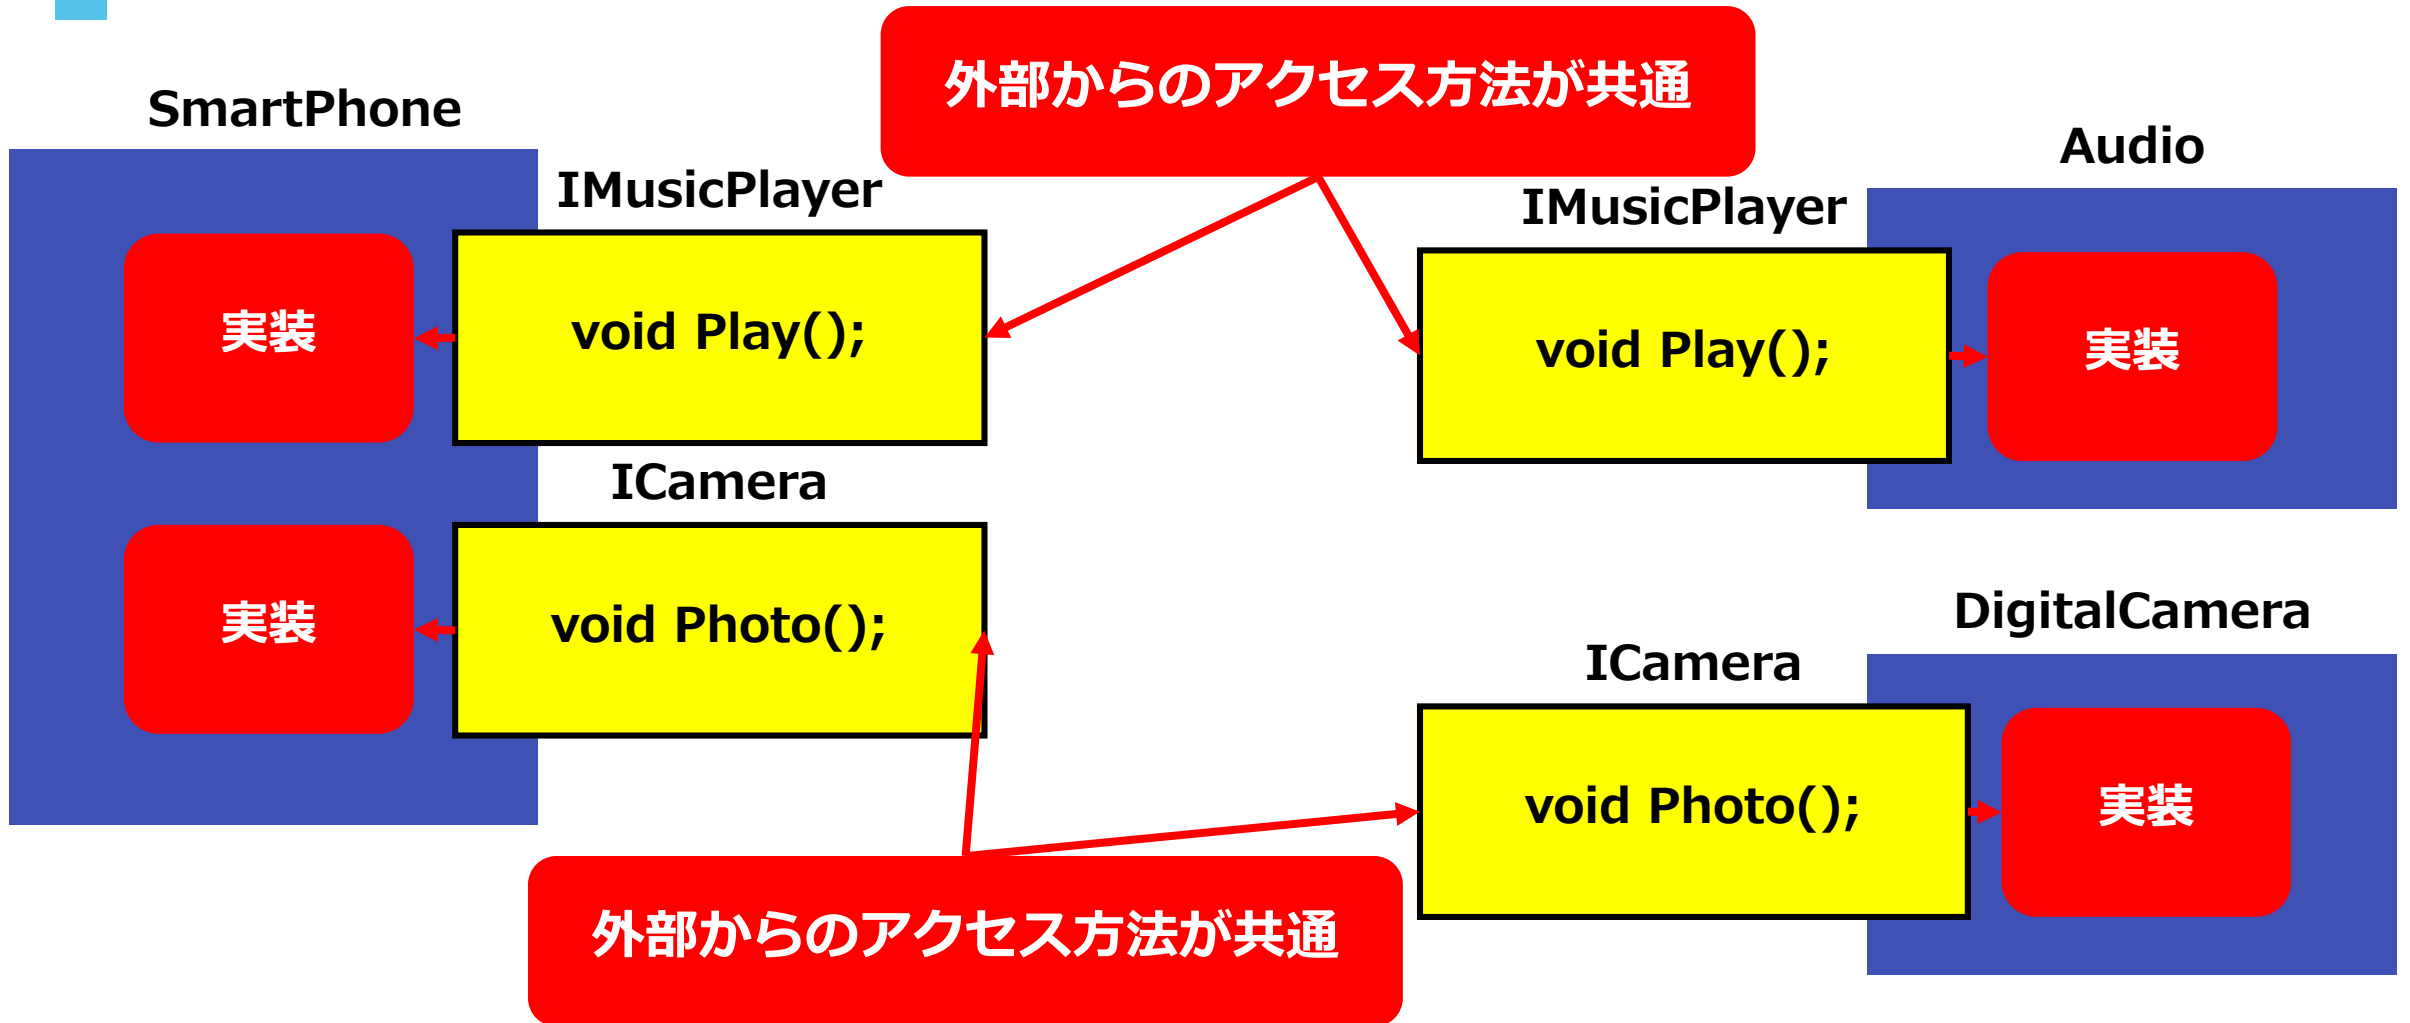 外部からのアクセス方法が共通
SmartPhone
Audio
IMusicPlayer
IMusicPlayer
実装
void Play();
void Play();
実装
ICamera
DigitalCamera
実装
void Photo();
ICamera
void Photo();
実装
外部からのアクセス方法が共通